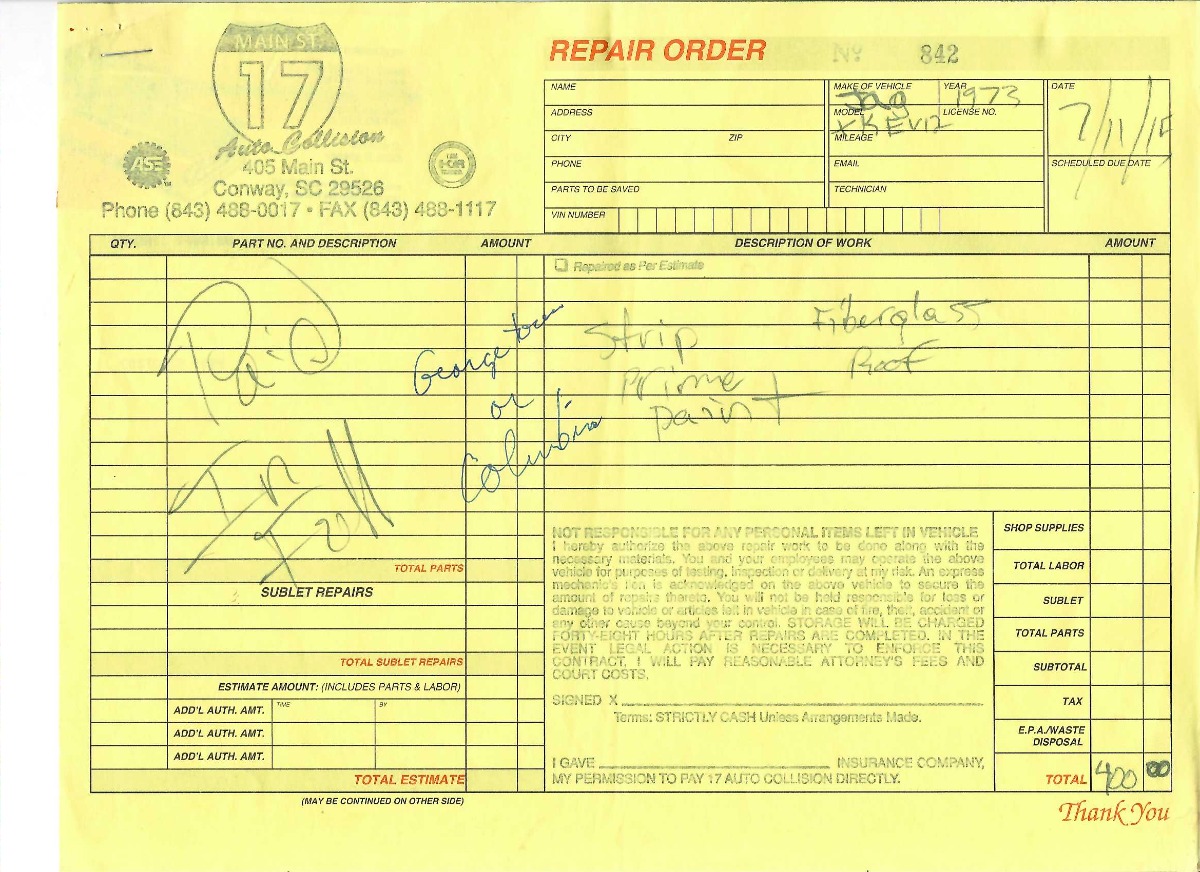 MAIN ST.
17
Auto Collision
ASE
405 Main St.
Conway, SC 29526
Phone (843) 488-0017 • FAX (843) 488-1117
REPAIR ORDER
Nº 842
NAME
ADDRESS
CITY ZIP
PHONE
PARTS TO BE SAVED
VIN NUMBER
MAKE OF VEHICLE Jag
YEAR 1973
MODEL XKEV12
LICENSE NO.
MILEAGE
EMAIL
TECHNICIAN
DATE 7/11/15
SCHEDULED DUE DATE
QTY. PART NO. AND DESCRIPTION AMOUNT DESCRIPTION OF WORK AMOUNT
Repaired as Per Estimate
Paid
In
Full
Georgetown
or
Columbia
Strip Fiberglass
Prime Roof
Paint
TOTAL PARTS
SUBLET REPAIRS
TOTAL SUBLET REPAIRS
ESTIMATE AMOUNT: (INCLUDES PARTS & LABOR)
ADD'L AUTH. AMT. TIME BY
ADD'L AUTH. AMT.
ADD'L AUTH. AMT.
TOTAL ESTIMATE
(MAY BE CONTINUED ON OTHER SIDE)
NOT RESPONSIBLE FOR ANY PERSONAL ITEMS LEFT IN VEHICLE
I hereby authorize the above repair work to be done along with the
necessary materials. You and your employees may operate the above
vehicle for purposes of testing, inspection or delivery at my risk. An express
mechanic's lien is acknowledged on the above vehicle to secure the
amount of repairs thereto. You will not be held responsible for loss or
damage to vehicle or articles left in vehicle in case of fire, theft, accident or
any other cause beyond your control. STORAGE WILL BE CHARGED
FORTY-EIGHT HOURS AFTER REPAIRS ARE COMPLETED. IN THE
EVENT LEGAL ACTION IS NECESSARY TO ENFORCE THIS
CONTRACT, I WILL PAY REASONABLE ATTORNEY'S FEES AND
COURT COSTS.
SIGNED X
Terms: STRICTLY CASH Unless Arrangements Made.
I GAVE INSURANCE COMPANY,
MY PERMISSION TO PAY 17 AUTO COLLISION DIRECTLY.
SHOP SUPPLIES
TOTAL LABOR
SUBLET
TOTAL PARTS
SUBTOTAL
TAX
E.P.A./WASTE
DISPOSAL
TOTAL 400 00
Thank You